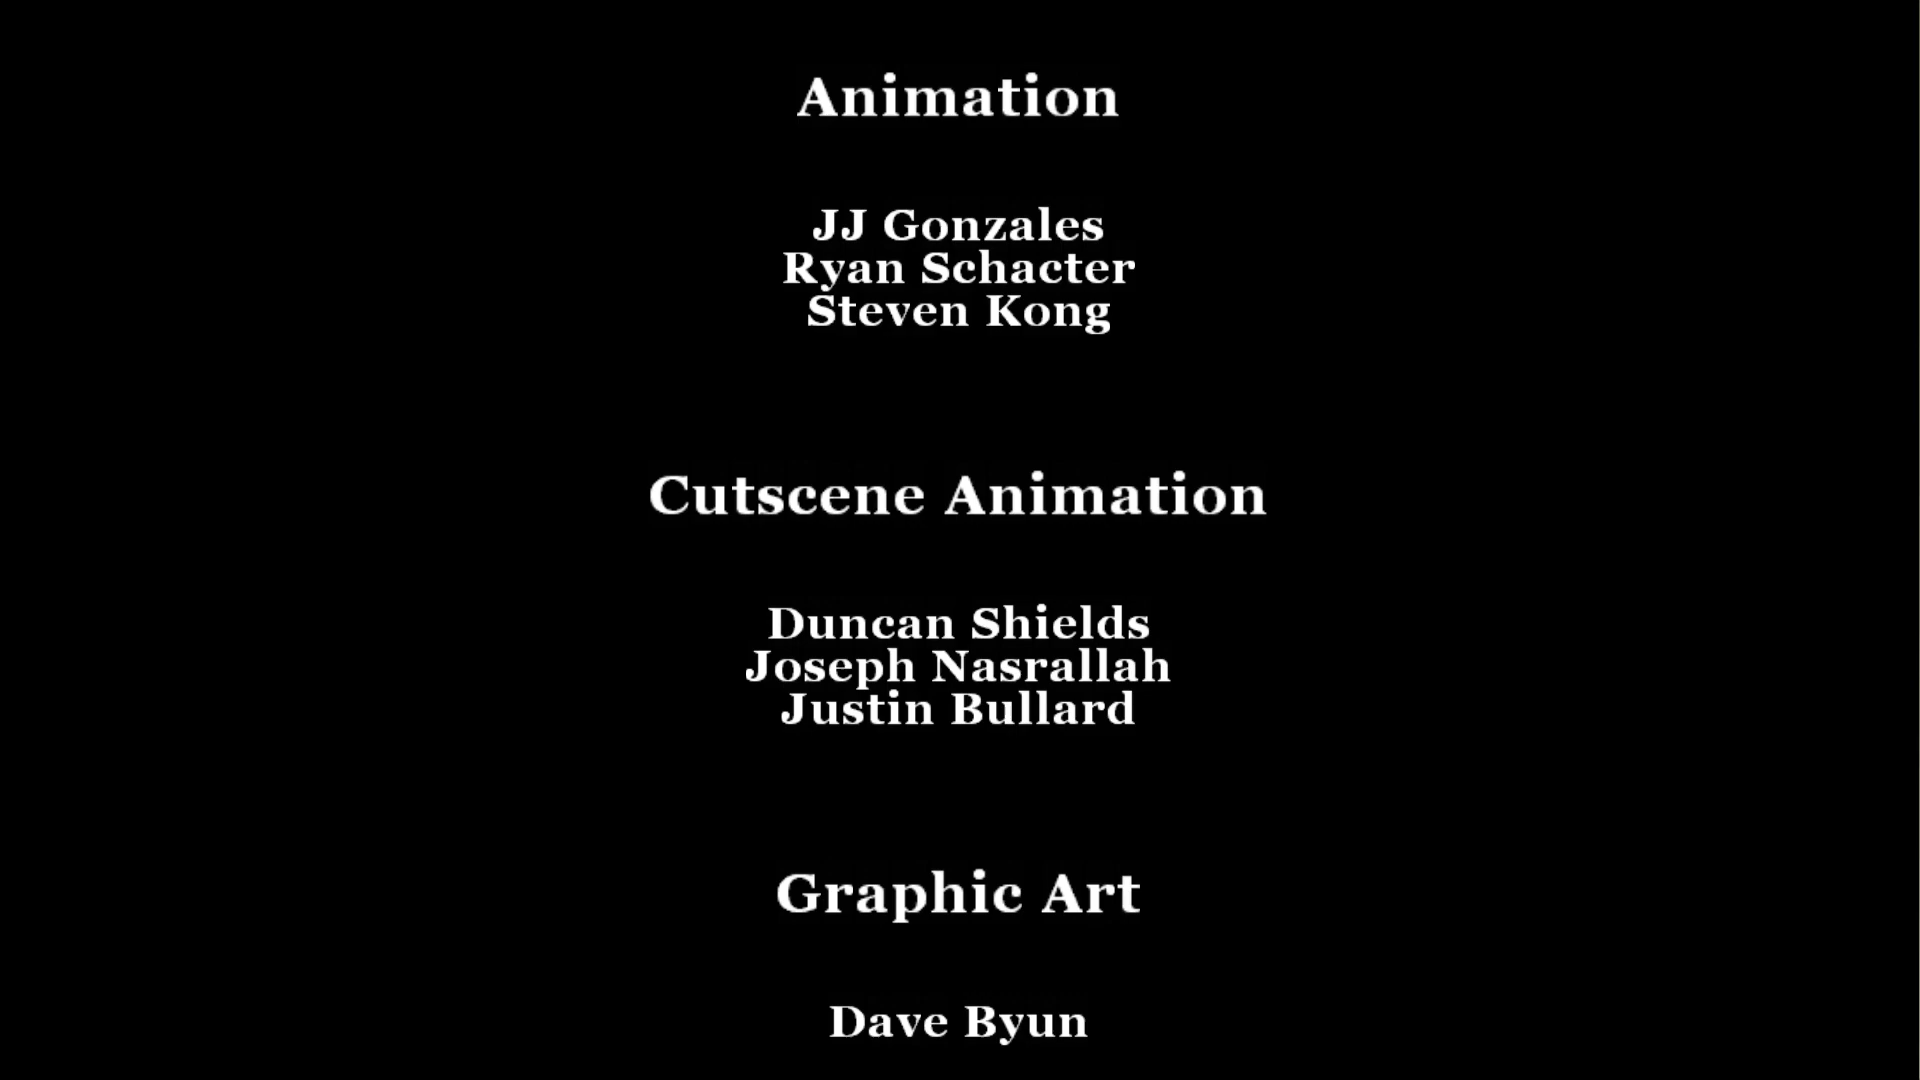 Animation
JJ Gonzales
Ryan Schacter
Steven Kong
Cutscene Animation
Duncan Shields
Joseph Nasrallah
Justin Bullard
Graphic Art
Dave Byun